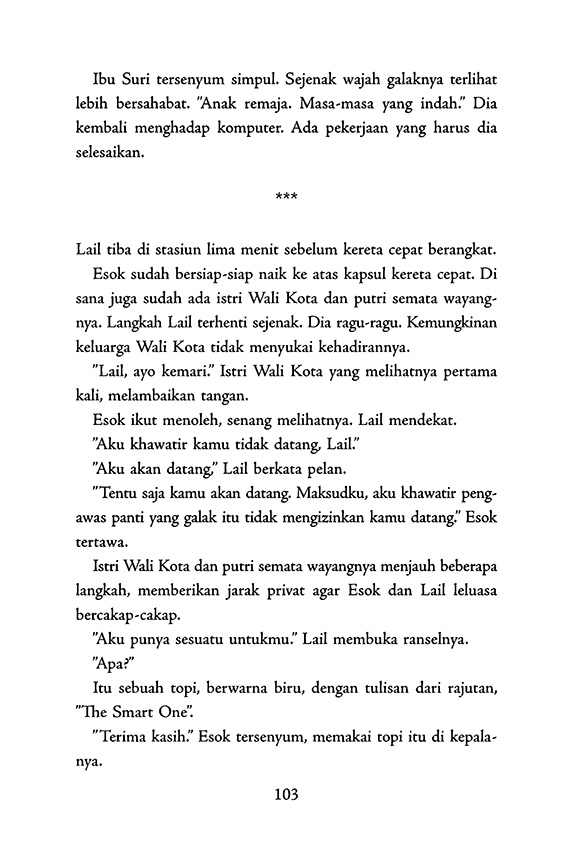 Ibu Suri tersenyum simpul. Sejenak wajah galaknya terlihat
lebih bersahabat. ”Anak remaja. Masa-masa yang indah.” Dia
kembali menghadap komputer. Ada pekerjaan yang harus dia
selesaikan.
***
Lail tiba di stasiun lima menit sebelum kereta cepat berangkat.
Esok sudah bersiap-siap naik ke atas kapsul kereta cepat. Di
sana juga sudah ada istri Wali Kota dan putri semata wayang-
nya. Langkah Lail terhenti sejenak. Dia ragu-ragu. Kemungkinan
keluarga Wali Kota tidak menyukai kehadirannya.
”Lail, ayo kemari.” Istri Wali Kota yang melihatnya pertama
kali, melambaikan tangan.
Esok ikut menoleh, senang melihatnya. Lail mendekat.
”Aku khawatir kamu tidak datang, Lail.”
”Aku akan datang,” Lail berkata pelan.
”Tentu saja kamu akan datang. Maksudku, aku khawatir peng-
awas panti yang galak itu tidak mengizinkan kamu datang.” Esok
tertawa.
Istri Wali Kota dan putri semata wayangnya menjauh beberapa
langkah, memberikan jarak privat agar Esok dan Lail leluasa
bercakap-cakap.
”Aku punya sesuatu untukmu.” Lail membuka ranselnya.
”Apa?”
Itu sebuah topi, berwarna biru, dengan tulisan dari rajutan,
”The Smart One”.
”Terima kasih.” Esok tersenyum, memakai topi itu di kepala-
nya.
103